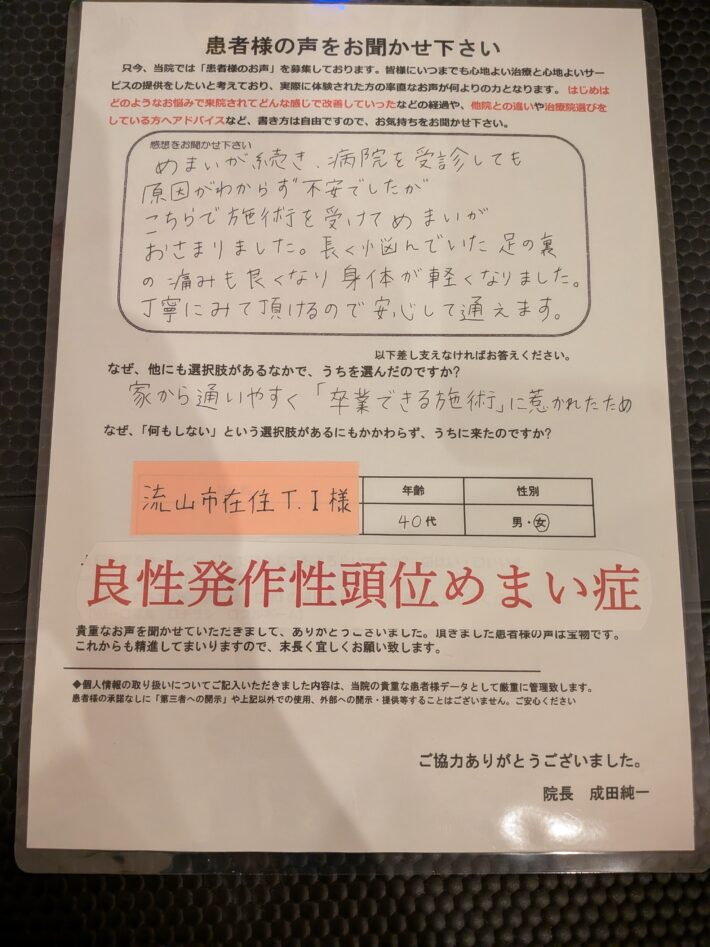 患者様の声をお聞かせ下さい
只今、当院では「患者様のお声」を募集しております。皆様にいつまでも心地よい治療と心地よいサー
ビスの提供をしたいと考えており、実際に体験された方の率直なお声が何よりの力となります。はじめは
どのようなお悩みで来院されてどんな感じで改善していったなどの経過や、他院との違いや治療院選びを
している方へアドバイスなど、書き方は自由ですので、お気持ちをお聞かせ下さい。
感想をお聞かせ下さい
めまいが続き、病院を受診しても
原因がわからず不安でしたが
こちらで施術を受けてめまいが
おさまりました。長く悩んでいた足の裏
の痛みも良くなり身体が軽くなりました。
丁寧にみて頂けるので安心して通えます。
以下差し支えなければお答えください。
なぜ、他にも選択肢があるなかで、うちを選んだのですか?
家から通いやすく「卒業できる施術」に惹かれたため
なぜ、「何もしない」という選択肢があるにもかかわらず、うちに来たのですか?
流山市在住T.I様
年齢 性別
40代 男・女
良性発作性頭位めまい症
貴重なお声を聞かせていただきまして、ありがとうございました。頂きました患者様の声は宝物です。
これからも精進してまいりますので、末長く宜しくお願い致します。
◆個人情報の取り扱いについてご記入いただきました内容は、当院の貴重な患者様データとして厳重に管理致します。
患者様の承諾なしに「第三者への開示」や上記以外での使用、外部への開示・提供等することはございません。ご安心ください
ご協力ありがとうございました。
院長 成田純一